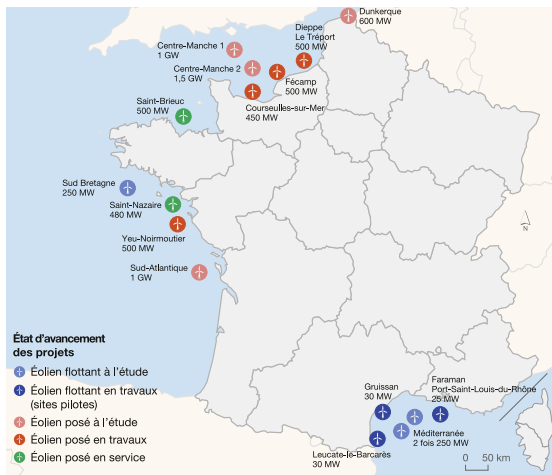 Dunkerque
600 MW
Dieppe
Le Tréport
500 MW
Centre-Manche 1
1 GW
Centre-Manche 2
1,5 GW
Fécamp
500 MW
Courseulles-sur-Mer
450 MW
Saint-Brieuc
500 MW
Sud Bretagne
250 MW
Saint-Nazaire
480 MW
Yeu-Noirmoutier
500 MW
Sud-Atlantique
1 GW
N
État d'avancement
des projets
Éolien flottant à l'étude
Éolien flottant en travaux
(sites pilotes)
Éolien posé à l'étude
Éolien posé en travaux
Éolien posé en service
Gruissan
30 MW
Faraman
Port-Saint-Louis-du-Rhône
25 MW
Méditerranée
2 fois 250 MW
Leucate-le-Barcarès
30 MW
0 50 km